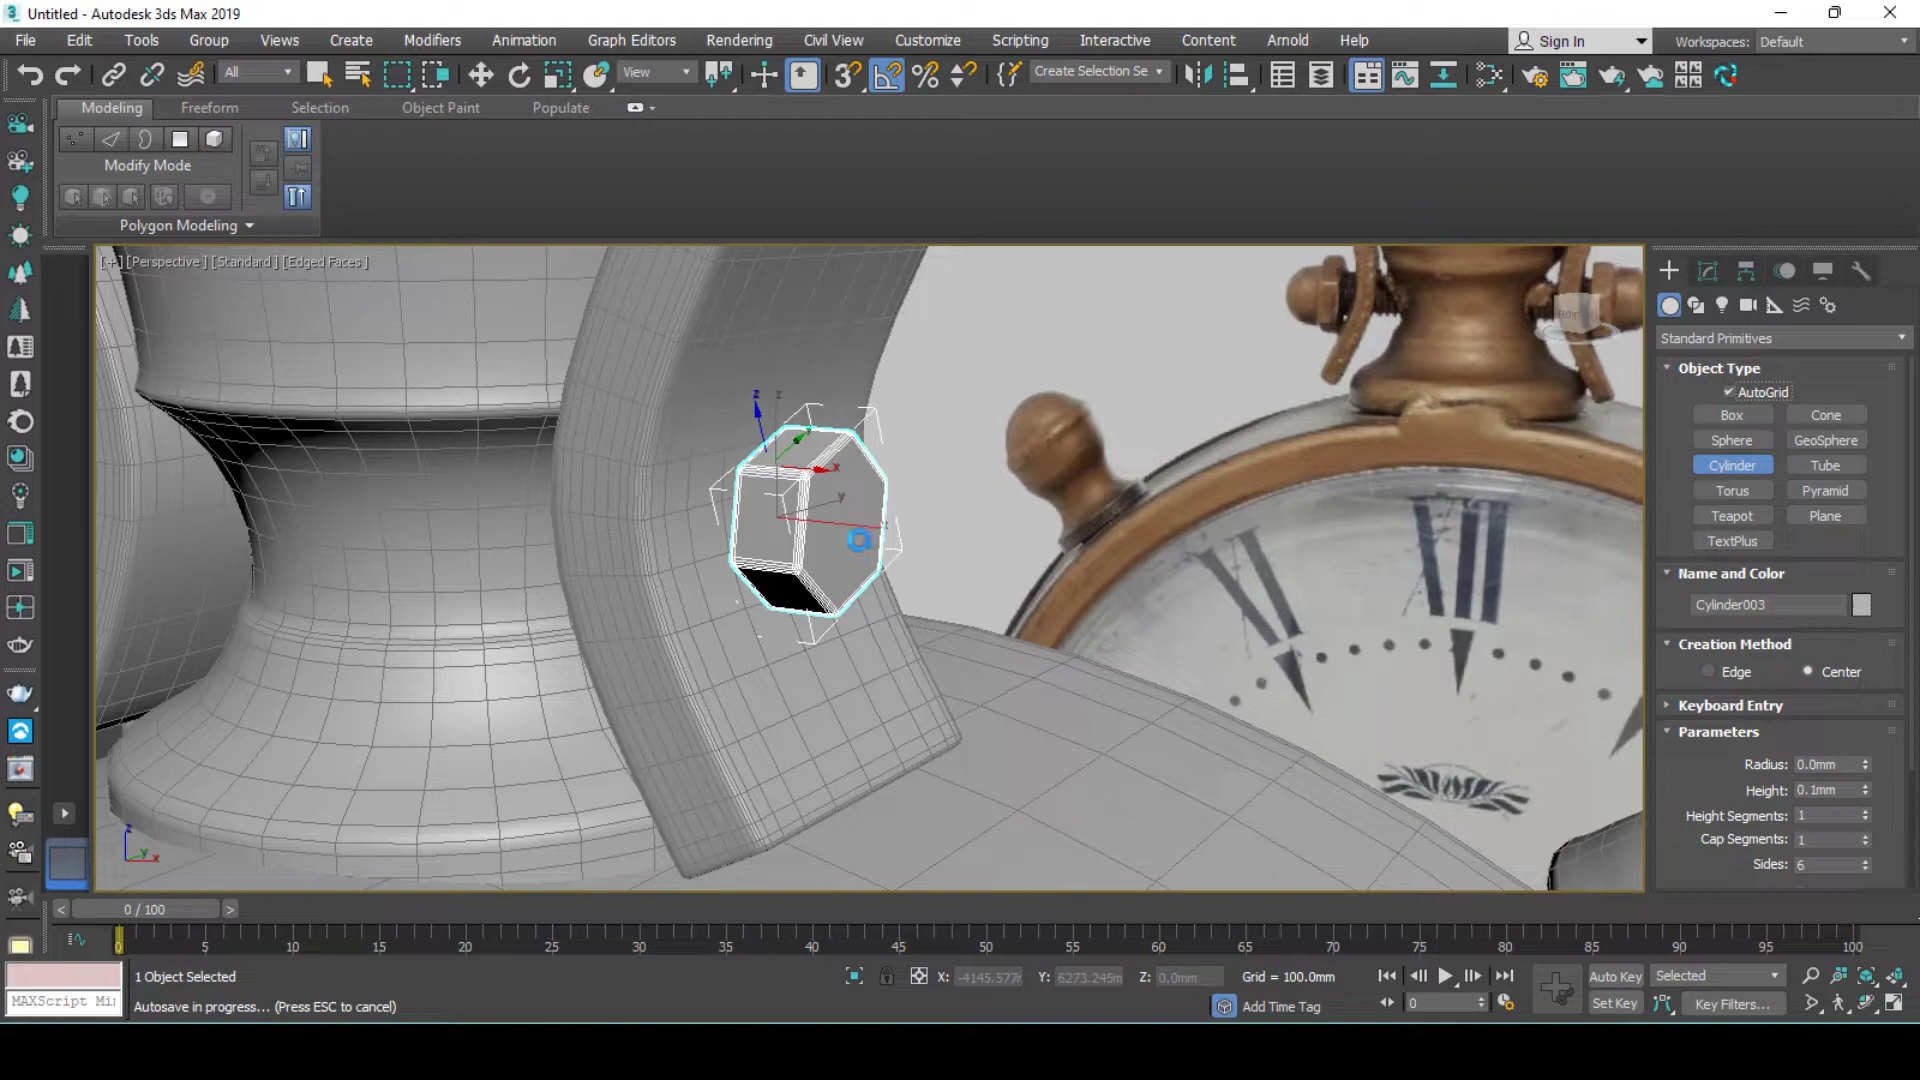 Untitled - Autodesk 3ds Max 2019
File Edit Tools Group Views Create Modifiers Animation Graph Editors Rendering Civil View Customize Scripting Interactive Content Arnold Help Sign In Workspaces: Default
All View Create Selection Se
Modeling Freeform Selection Object Paint Populate
Modify Mode
Polygon Modeling
[+] [Perspective] [Standard] [Edged Faces]
z z
y
x
y
x
Standard Primitives
Object Type
AutoGrid
Box Cone
Sphere GeoSphere
Cylinder Tube
Torus Pyramid
Teapot Plane
TextPlus
Name and Color
Cylinder003
Creation Method
Edge Center
Keyboard Entry
Parameters
Radius: 0.0mm
Height: 0.1mm
Height Segments: 1
Cap Segments: 1
Sides: 6
z
y x
< 0 / 100 >
0 5 10 15 20 25 30 35 40 45 50 55 60 65 70 75 80 85 90 95 100
1 Object Selected X: -4145.577r Y: 6273.245m Z: 0.0mm Grid = 100.0mm Auto Key Selected
MAXScript Mi Autosave in progress... (Press ESC to cancel) Add Time Tag 0 Set Key Key Filters...